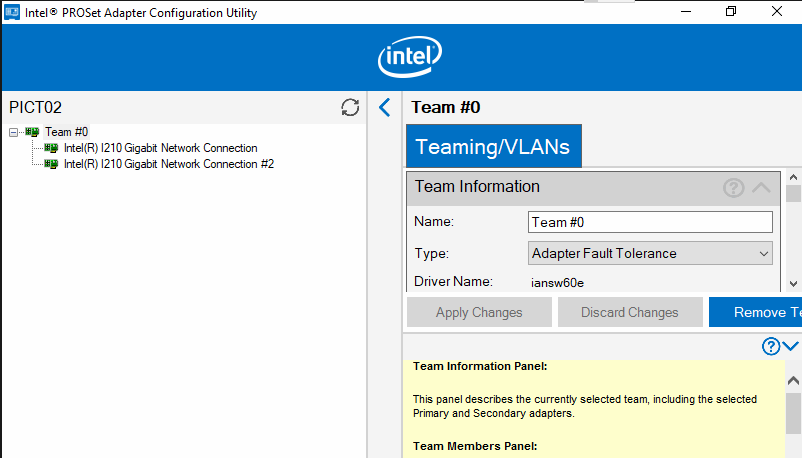 Intel® PROSet Adapter Configuration Utility
intel
PICT02
Team #0
Intel(R) I210 Gigabit Network Connection
Intel(R) I210 Gigabit Network Connection #2
Team #0
Teaming/VLANs
Team Information
Name:
Team #0
Type:
Adapter Fault Tolerance
Driver Name:
iansw60e
Apply Changes
Discard Changes
Remove Te
Team Information Panel:
This panel describes the currently selected team, including the selected
Primary and Secondary adapters.
Team Members Panel: